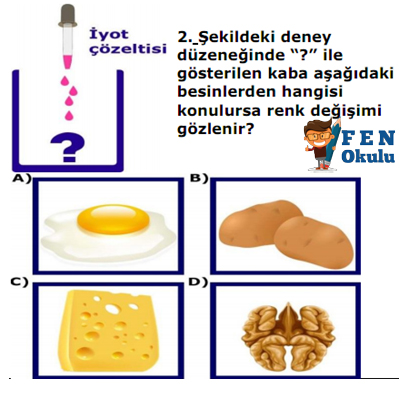 İyot
çözeltisi
?
2. Şekildeki deney
düzeneğinde “?” ile
gösterilen kaba aşağıdaki
besinlerden hangisi
konulursa renk değişimi
gözlenir?
FEN
Okulu
A)
B)
C)
D)